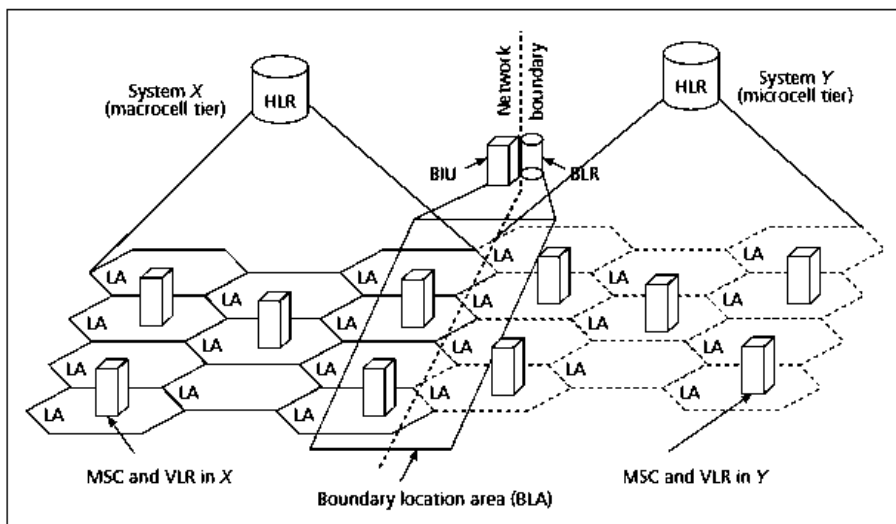 System X
(macrocell tier)
HLR
Network
boundary
HLR
System Y
(microcell tier)
BIU
BLR
LA LA
LA LA LA
LA LA LA
LA LA LA
LA LA LA
LA LA LA
LA LA LA
LA LA
MSC and VLR in X
Boundary location area (BLA)
MSC and VLR in Y